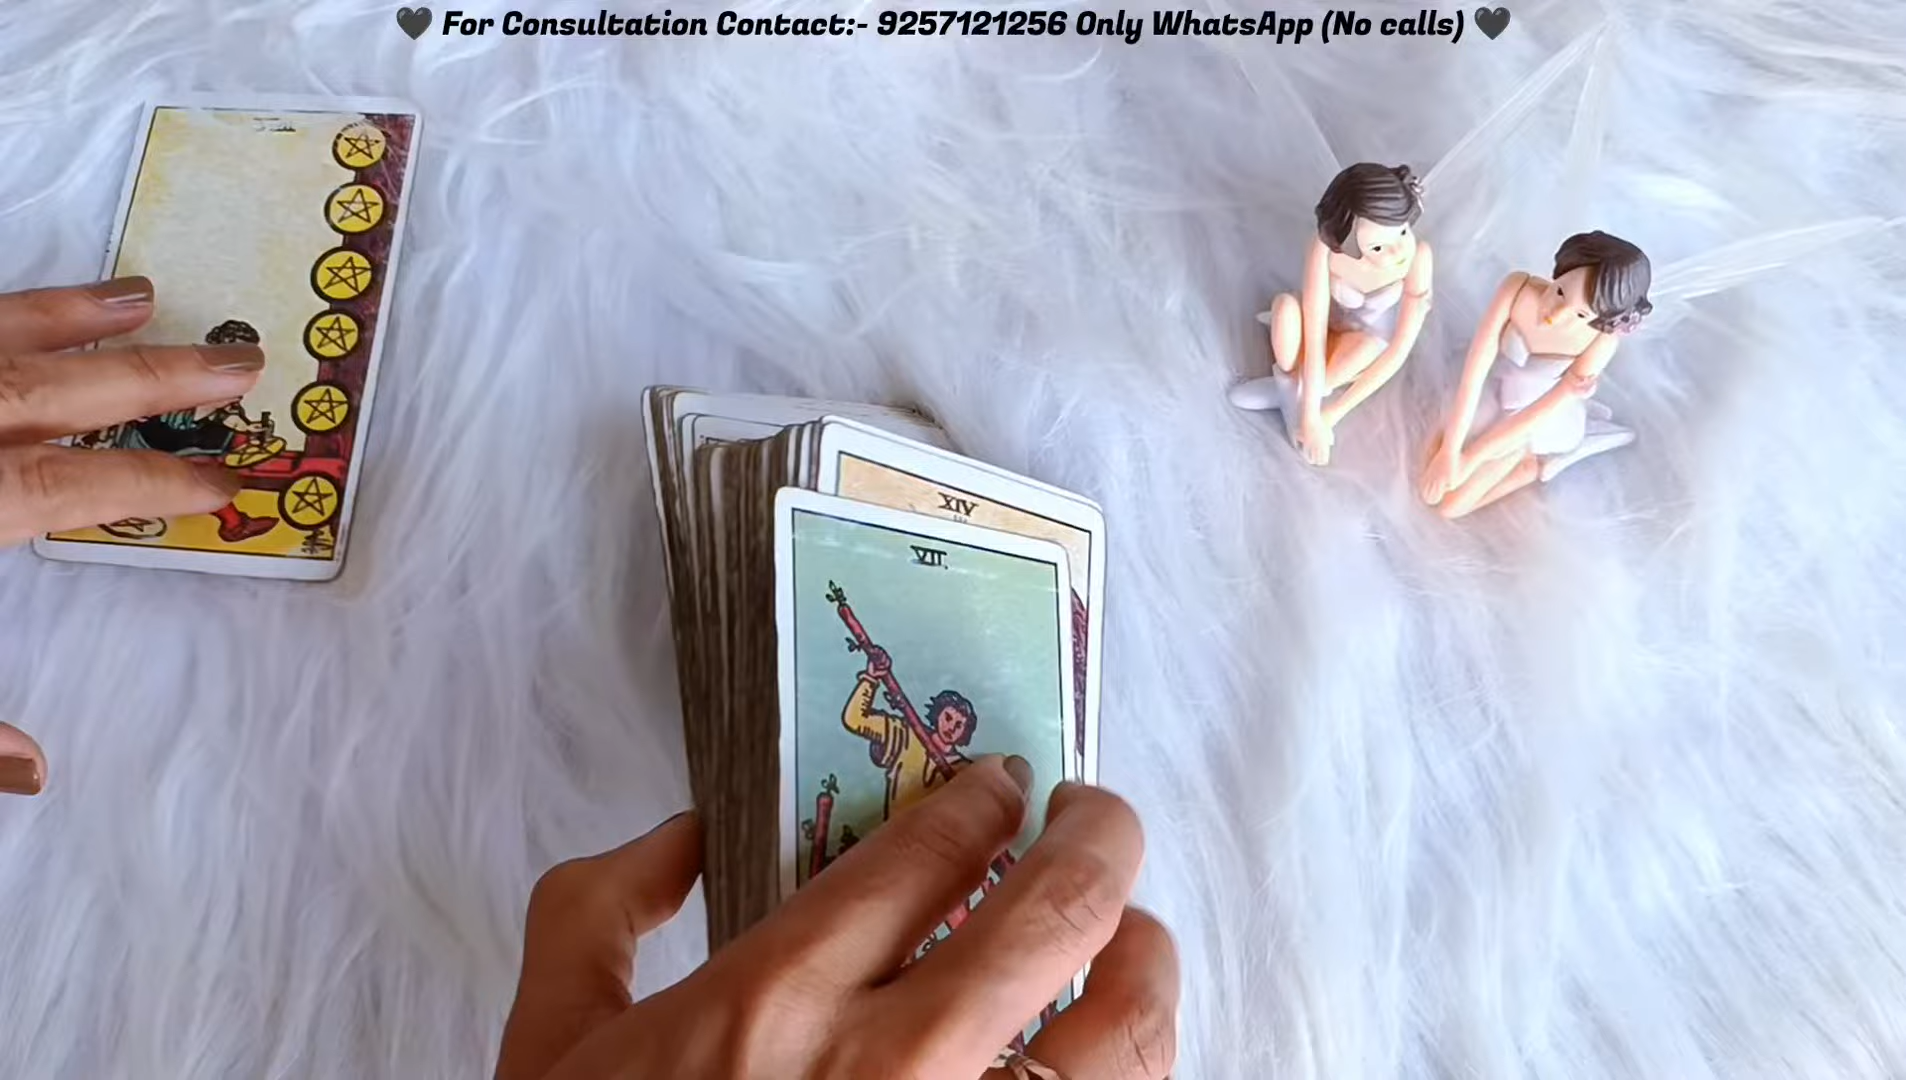 🖤 For Consultation Contact:- 9257121256 Only WhatsApp (No calls) 🖤
XIV
VII.